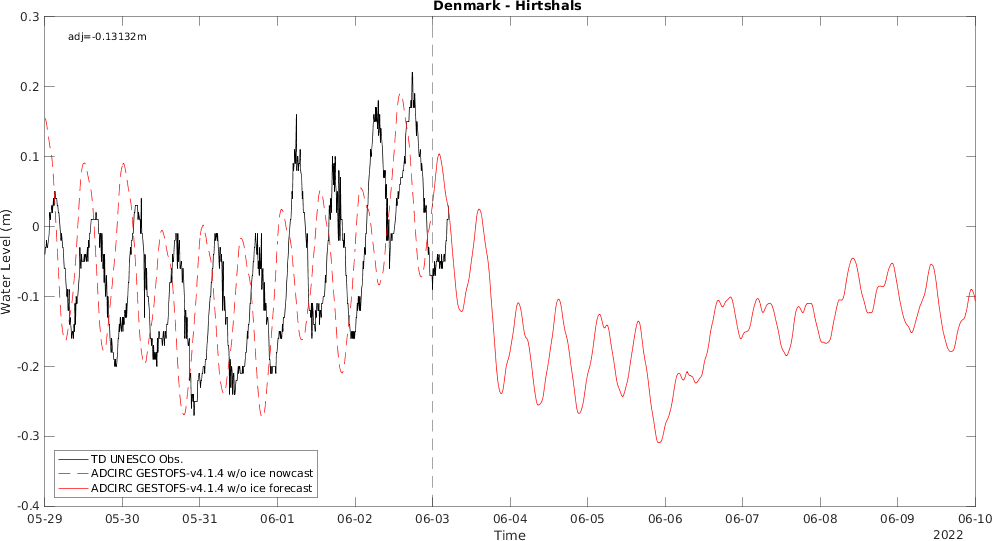 Denmark - Hirtshals
adj=-0.13132m
0.3
0.2
0.1
0
-0.1
-0.2
-0.3
-0.4
Water Level (m)
TD UNESCO Obs.
ADCIRC GESTOFS-v4.1.4 w/o ice nowcast
ADCIRC GESTOFS-v4.1.4 w/o ice forecast
05-29 05-30 05-31 06-01 06-02 06-03 06-04 06-05 06-06 06-07 06-08 06-09 06-10
Time
2022